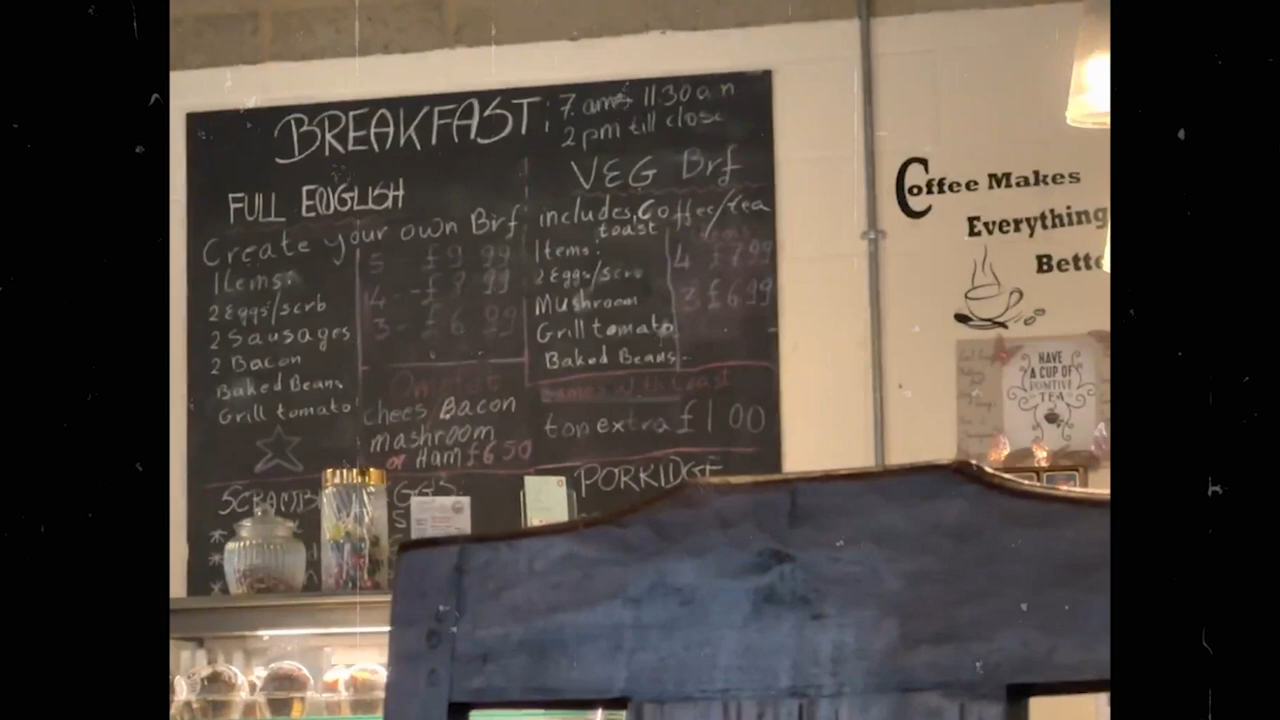 BREAKFAST: 7 am 11:30 am
2 pm till close
FULL ENGLISH
Create your own Brf
Items:
2 Eggs/scrb
2 Sausages
2 Bacon
Baked Beans
Grill tomato
5 £9 99
4 - £7 99
3 - £6 99
Omelet
chees Bacon
mashroom
or Ham £6 50
VEG Brf
includes, Coffee/tea
toast
Items:
2 Eggs/scrb
Mushroom
Grill tomato
Baked Beans
4 £7 99
3 £6 99
extra £1 00
PORRIDGE
Coffee Makes
Everything
Bette
HAVE
A CUP OF
POSITIVE
TEA